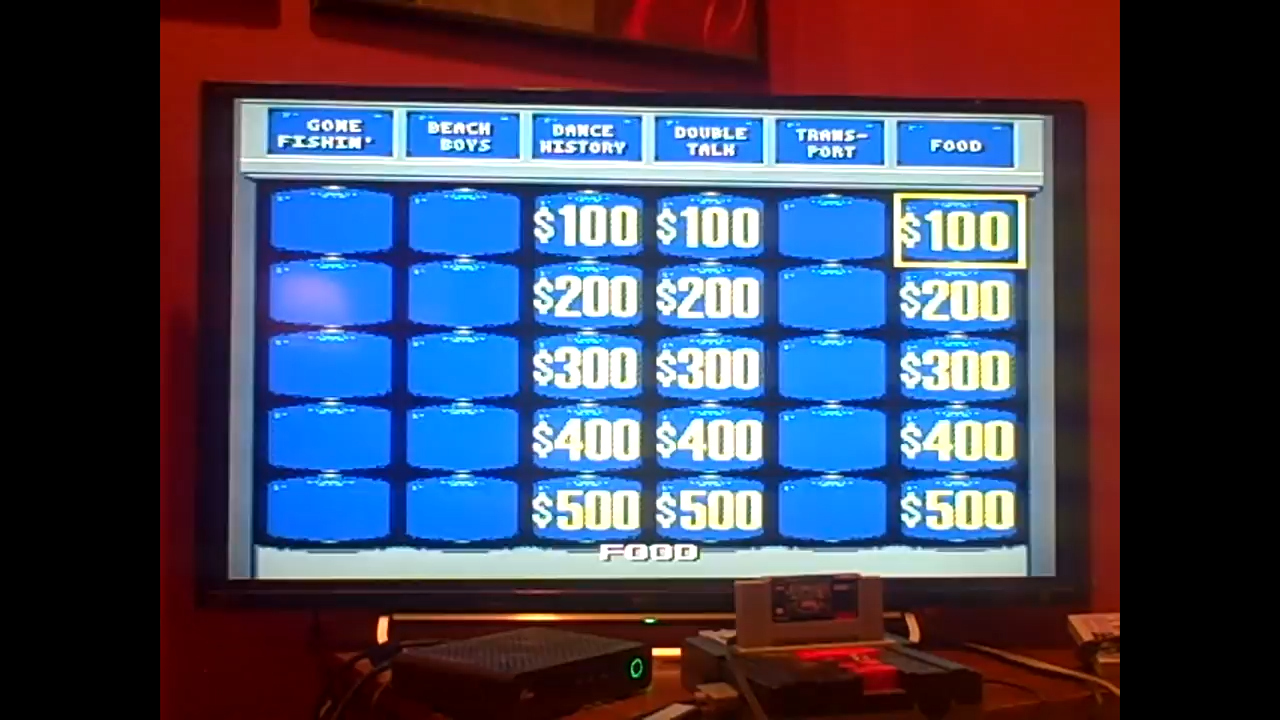 GONE
FISHIN'
BEACH
BOYS
DANCE
HISTORY
DOUBLE
TALK
TRANS-
PORT
FOOD
$100 $100 $100
$200 $200 $200
$300 $300 $300
$400 $400 $400
$500 $500 $500
FOOD